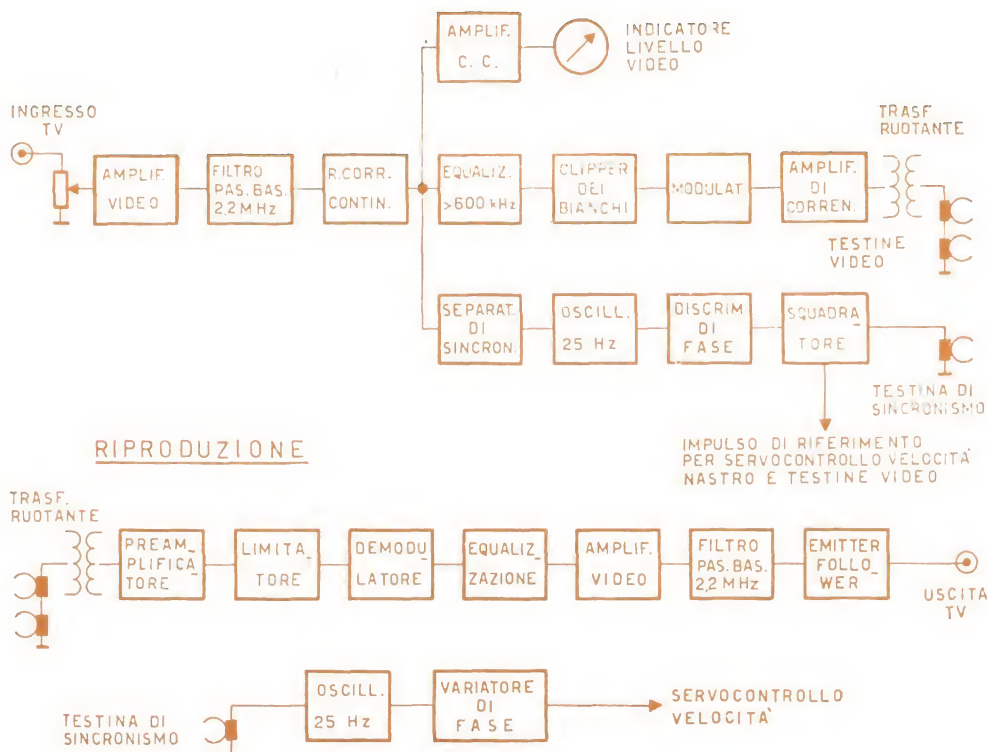 AMPLIF.
C. C.
INDICATORE
LIVELLO
VIDEO
INGRESSO
TV
AMPLIF.
VIDEO
FILTRO
PAS. BAS.
2,2 MHz
R.CORR.
CONTIN.
EQUALIZ.
>600 kHz
CLIPPER
DEI
BIANCHI
MODULAT.
AMPLIF.
DI
CORREN.
TRASF.
RUOTANTE
TESTINE
VIDEO
SEPARAT.
DI
SINCRON.
OSCILL.
25 Hz
DISCRIM.
DI
FASE
SQUADRA_
TORE
TESTINA DI
SINCRONISMO
IMPULSO DI RIFERIMENTO
PER SERVOCONTROLLO VELOCITÀ
NASTRO E TESTINE VIDEO
RIPRODUZIONE
TRASF.
RUOTANTE
PREAM_
PLIFICA_
TORE
LIMITA_
TORE
DEMODU_
LATORE
EQUALIZ_
ZAZIONE
AMPLIF.
VIDEO
FILTRO
PAS. BAS.
2,2 MHz
EMITTER
FOLLO_
WER
USCITA
TV
TESTINA DI
SINCRONISMO
OSCILL.
25 Hz
VARIATORE
DI
FASE
SERVOCONTROLLO
VELOCITÀ